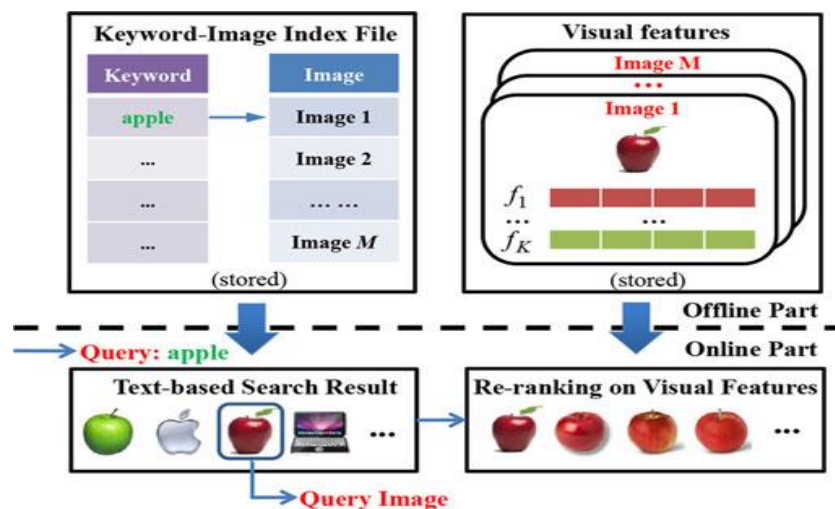 Keyword-Image Index File
Keyword
Image
apple
Image 1
...
Image 2
...
... ...
...
Image M
(stored)
Visual features
Image M
...
Image 1
f1
...
...
fK
(stored)
Offline Part
Online Part
Query: apple
Text-based Search Result
...
Query Image
Re-ranking on Visual Features
...